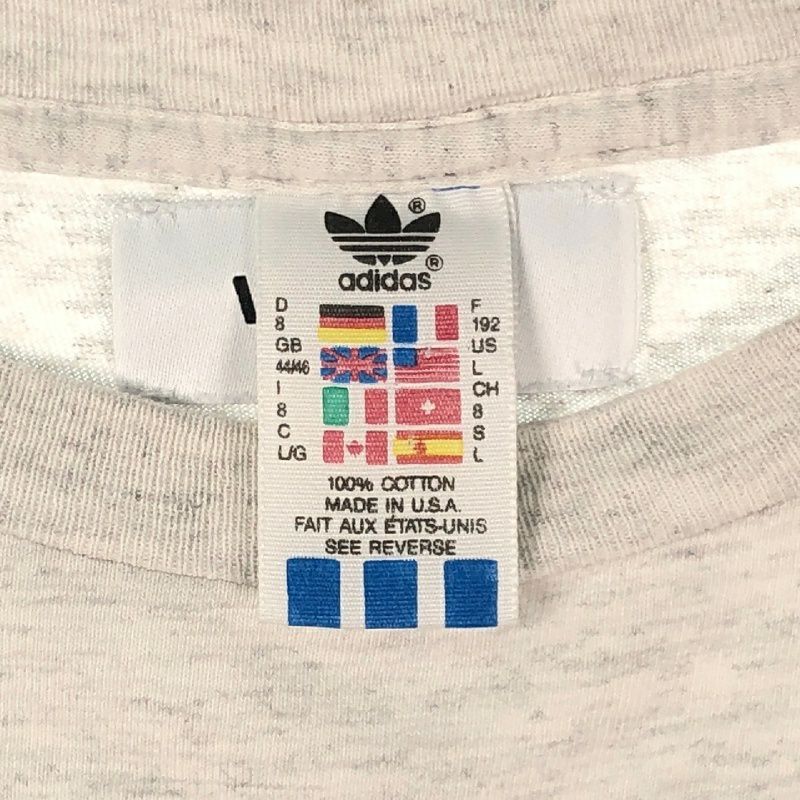 ®
adidas®
D F
8 192
GB US
44/46 L
I CH
8 8
C S
L/G L
100% COTTON
MADE IN U.S.A.
FAIT AUX ÉTATS-UNIS
SEE REVERSE